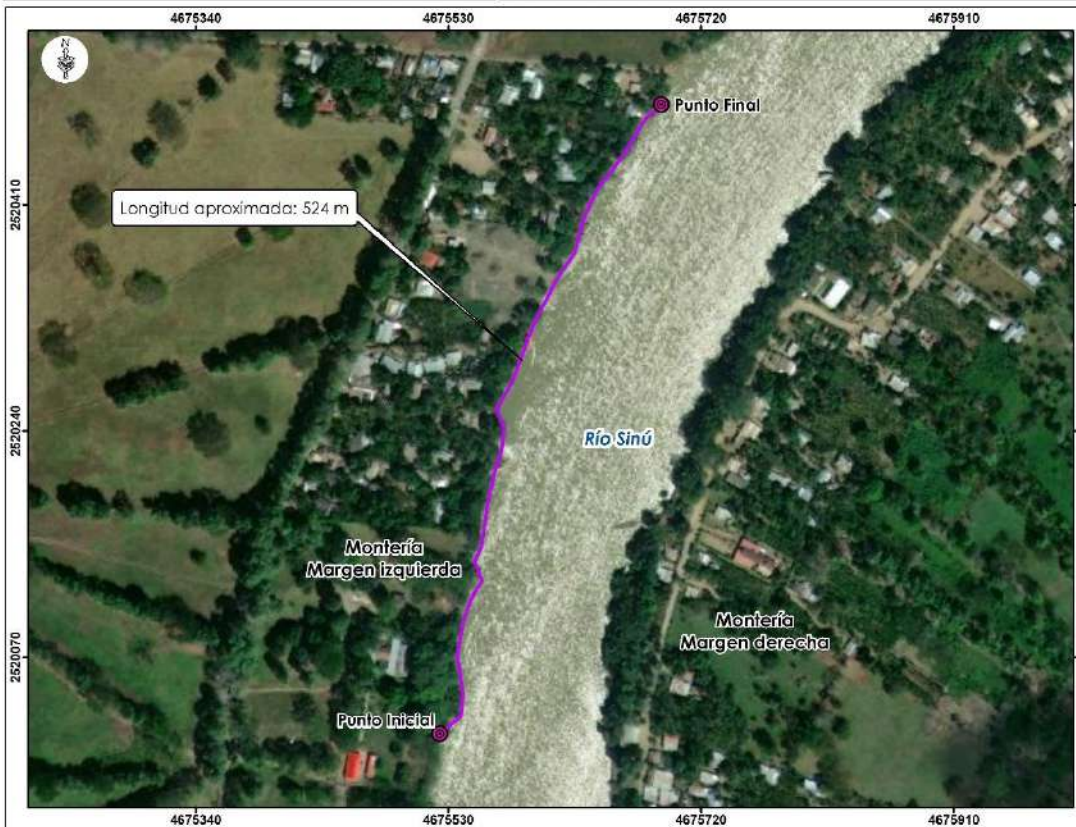 4675340
4675530
4675720
4675910
N
Punto Final
2520410
Longitud aproximada: 524 m
2520240
Río Sinú
Montería
Margen izquierda
Montería
Margen derecha
2520070
Punto Inicial
4675340
4675530
4675720
4675910